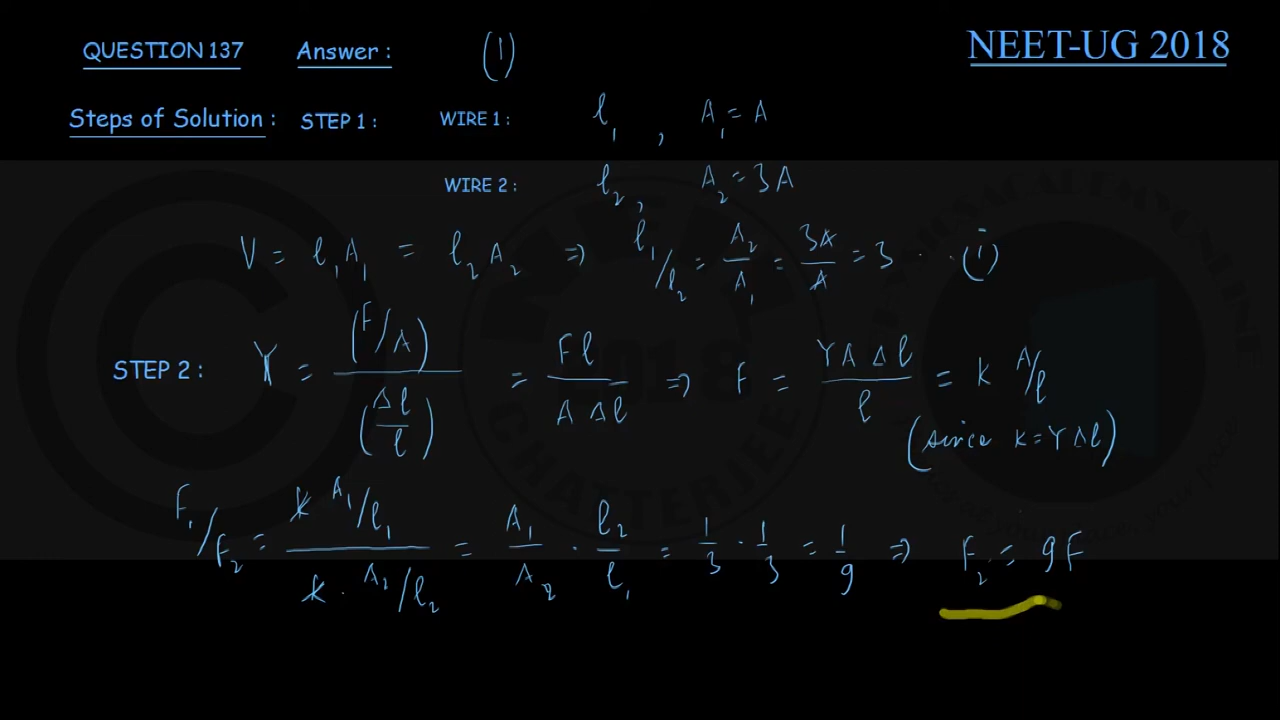 QUESTION 137 Answer : (1) NEET-UG 2018
Steps of Solution : STEP 1 : WIRE 1 : l₁ , A₁ = A
WIRE 2 : l₂ , A₂ = 3A
V = l₁A₁ = l₂A₂ ⇒ l₁/l₂ = A₂/A₁ = 3A/A = 3 . . (i)
STEP 2 : Y = (F/A)/(Δl/l) = Fl/AΔl ⇒ F = YAΔl/l = k A/l
(since k = YΔl)
F₁/F₂ = k A₁/l₁ / k . A₂/l₂ = A₁/A₂ . l₂/l₁ = 1/3 . 1/3 = 1/9 ⇒ F₂ = 9F
2018
CHATTERJEE